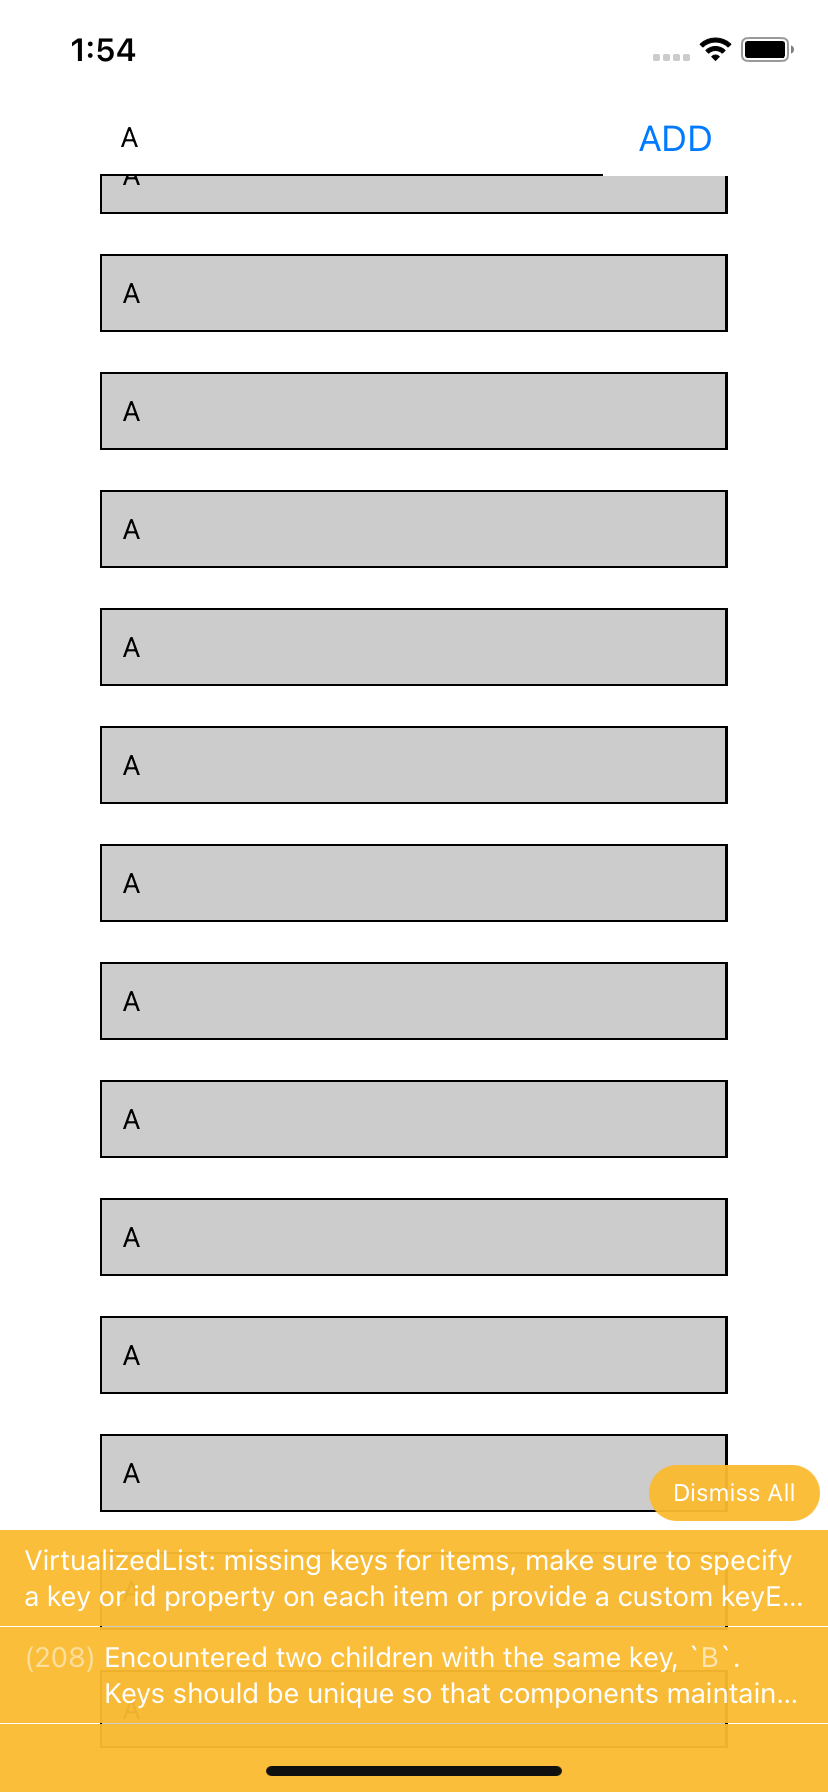 1:54
A
ADD
A
A
A
A
A
A
A
A
A
A
A
A
Dismiss All
VirtualizedList: missing keys for items, make sure to specify
a key or id property on each item or provide a custom keyE...
(208) Encountered two children with the same key, `B`.
Keys should be unique so that components maintain...
A